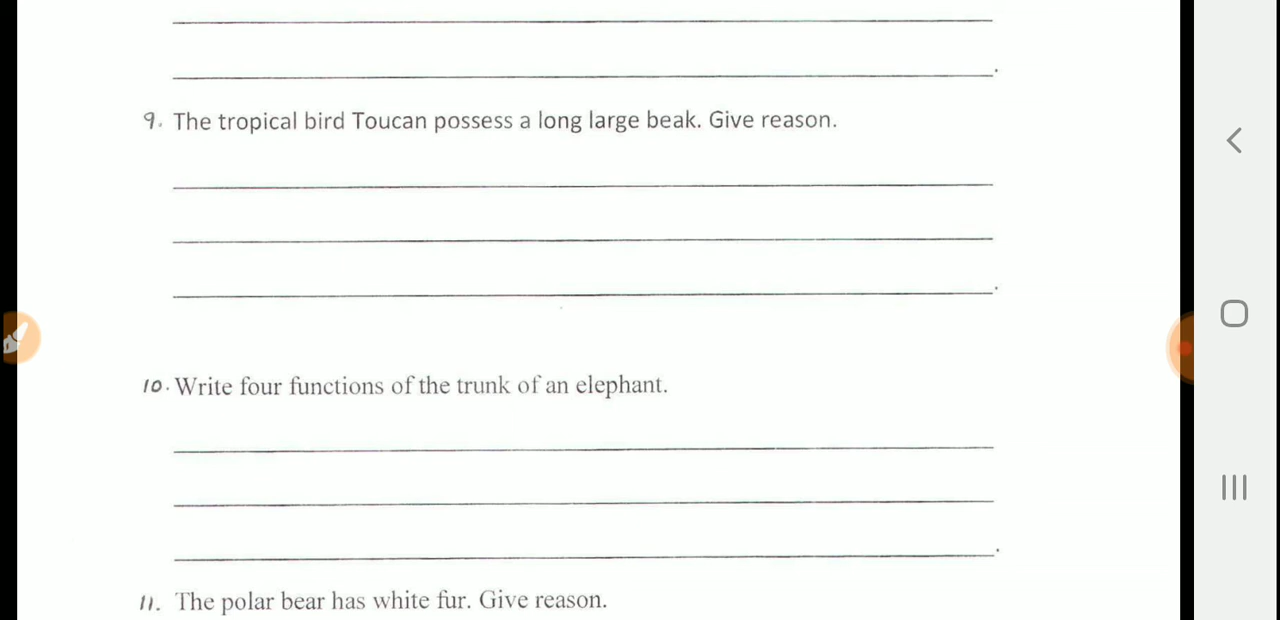 9. The tropical bird Toucan possess a long large beak. Give reason.
10. Write four functions of the trunk of an elephant.
11. The polar bear has white fur. Give reason.